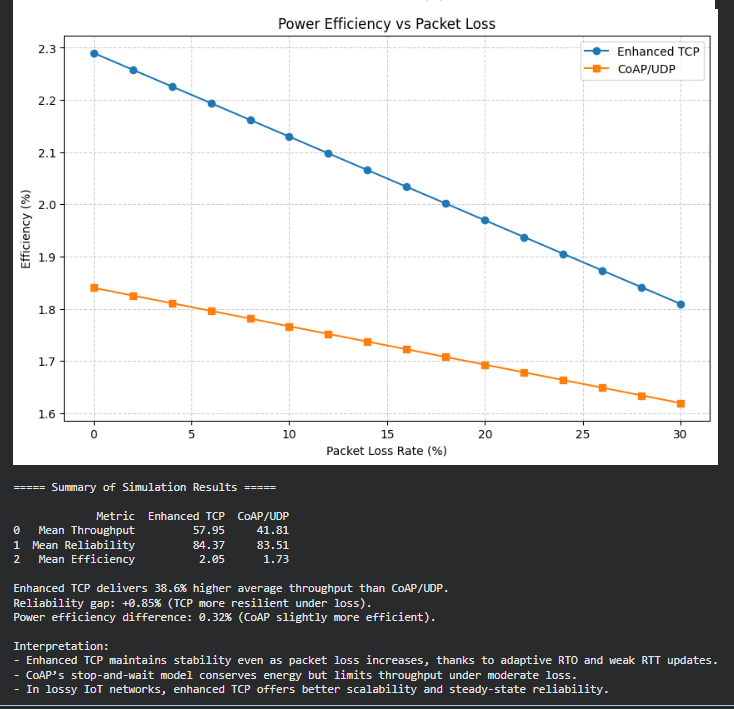 Power Efficiency vs Packet Loss
Enhanced TCP
CoAP/UDP
2.3
2.2
2.1
2.0
1.9
1.8
1.7
1.6
Efficiency (%)
0 5 10 15 20 25 30
Packet Loss Rate (%)
===== Summary of Simulation Results =====
Metric Enhanced TCP CoAP/UDP
0 Mean Throughput 57.95 41.81
1 Mean Reliability 84.37 83.51
2 Mean Efficiency 2.05 1.73
Enhanced TCP delivers 38.6% higher average throughput than CoAP/UDP.
Reliability gap: +0.85% (TCP more resilient under loss).
Power efficiency difference: 0.32% (CoAP slightly more efficient).
Interpretation:
- Enhanced TCP maintains stability even as packet loss increases, thanks to adaptive RTO and weak RTT updates.
- CoAP’s stop-and-wait model conserves energy but limits throughput under moderate loss.
- In lossy IoT networks, enhanced TCP offers better scalability and steady-state reliability.